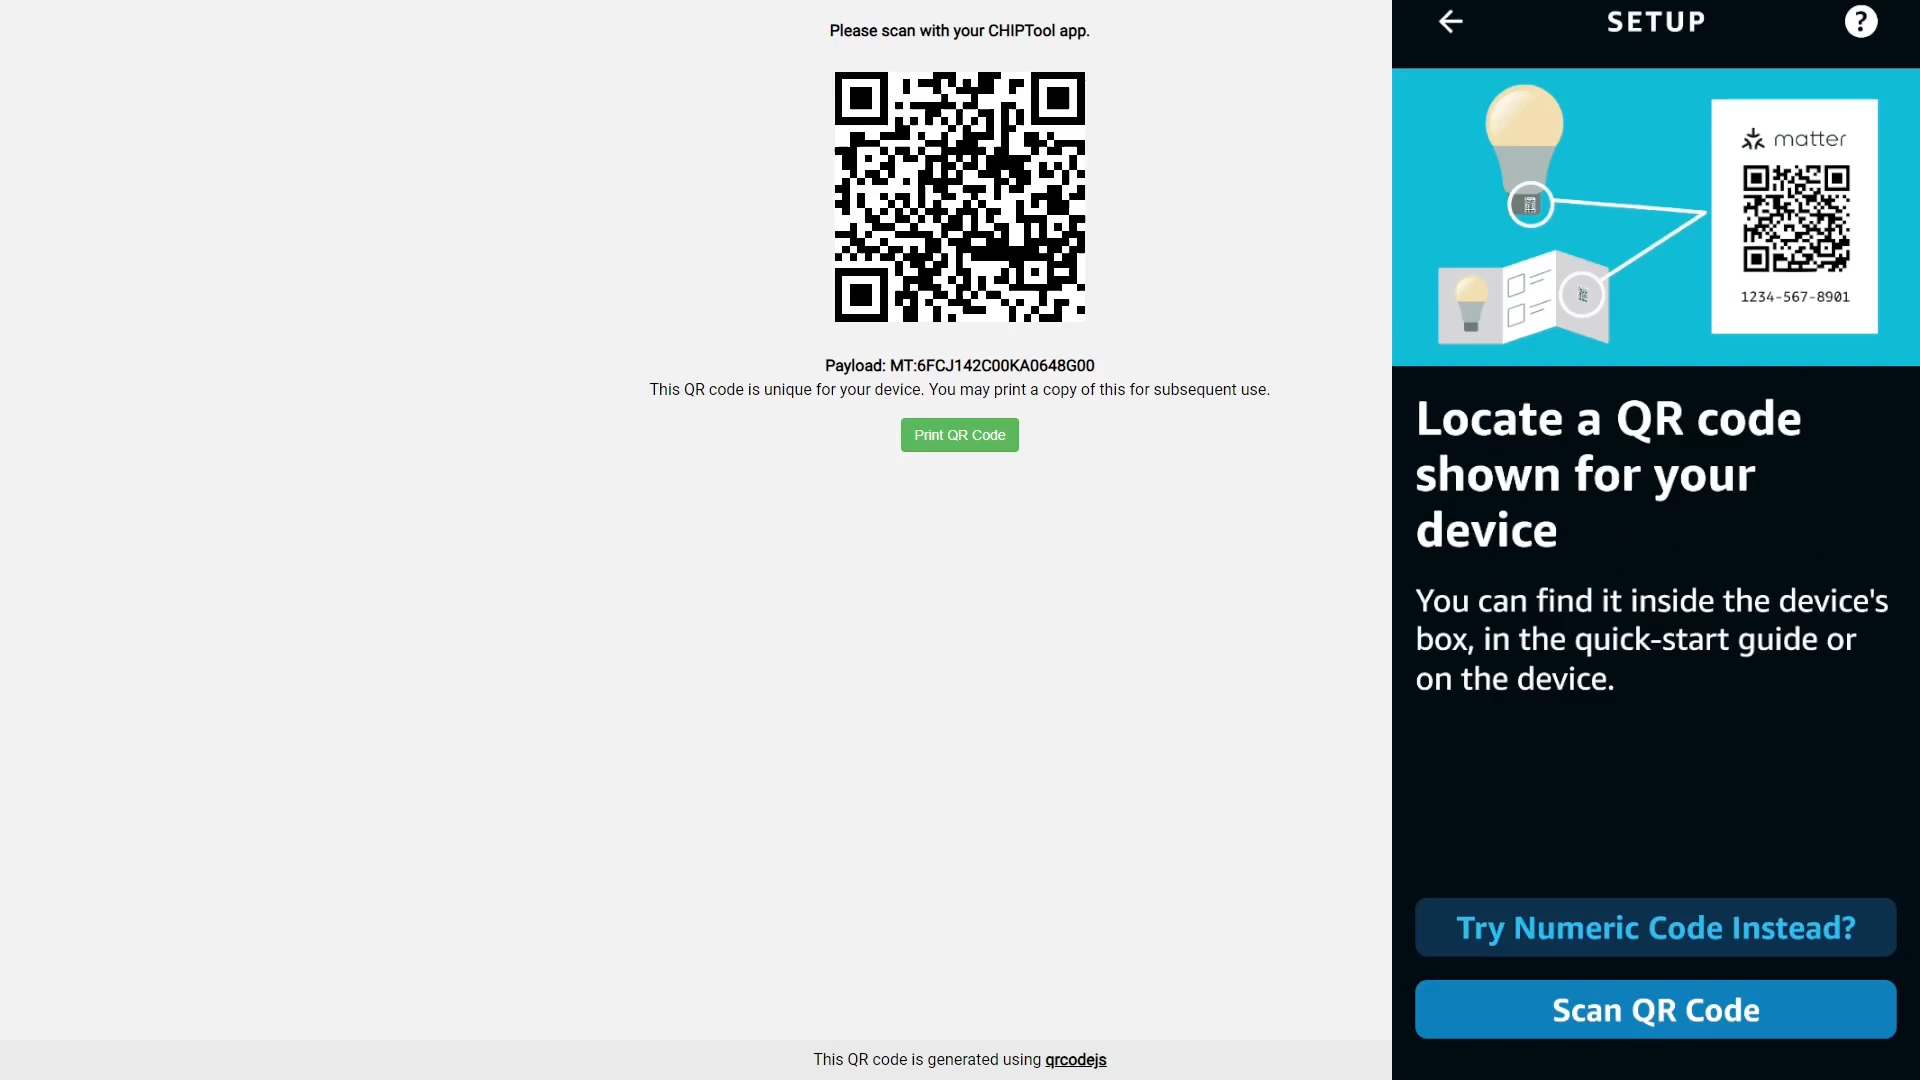 Please scan with your CHIPTool app.
Payload: MT:6FCJ142C00KA0648G00
This QR code is unique for your device. You may print a copy of this for subsequent use.
Print QR Code
This QR code is generated using qrcodejs
SETUP
?
matter
1234-567-8901
Locate a QR code
shown for your
device
You can find it inside the device's
box, in the quick-start guide or
on the device.
Try Numeric Code Instead?
Scan QR Code